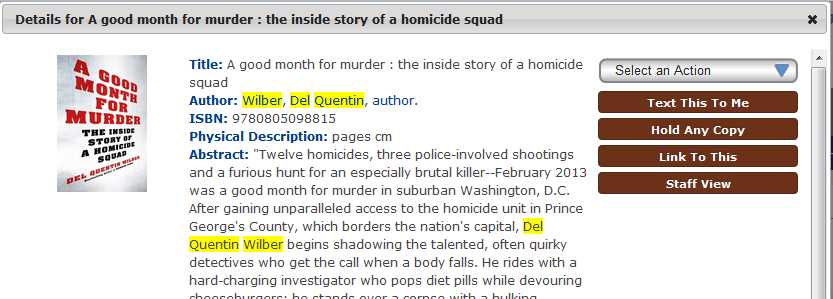 Details for A good month for murder : the inside story of a homicide squad
A GOOD
MONTH
FOR
MURDER
THE INSIDE
STORY OF
A HOMICIDE
SQUAD
DEL QUENTIN WILBER
Title: A good month for murder : the inside story of a homicide
squad
Author: Wilber, Del Quentin, author.
ISBN: 9780805098815
Physical Description: pages cm
Abstract: "Twelve homicides, three police-involved shootings
and a furious hunt for an especially brutal killer--February 2013
was a good month for murder in suburban Washington, D.C.
After gaining unparalleled access to the homicide unit in Prince
George's County, which borders the nation's capital, Del
Quentin Wilber begins shadowing the talented, often quirky
detectives who get the call when a body falls. He rides with a
hard-charging investigator who pops diet pills while devouring
cheeseburgers; he stands over a corpse with a hulking
Select an Action
Text This To Me
Hold Any Copy
Link To This
Staff View